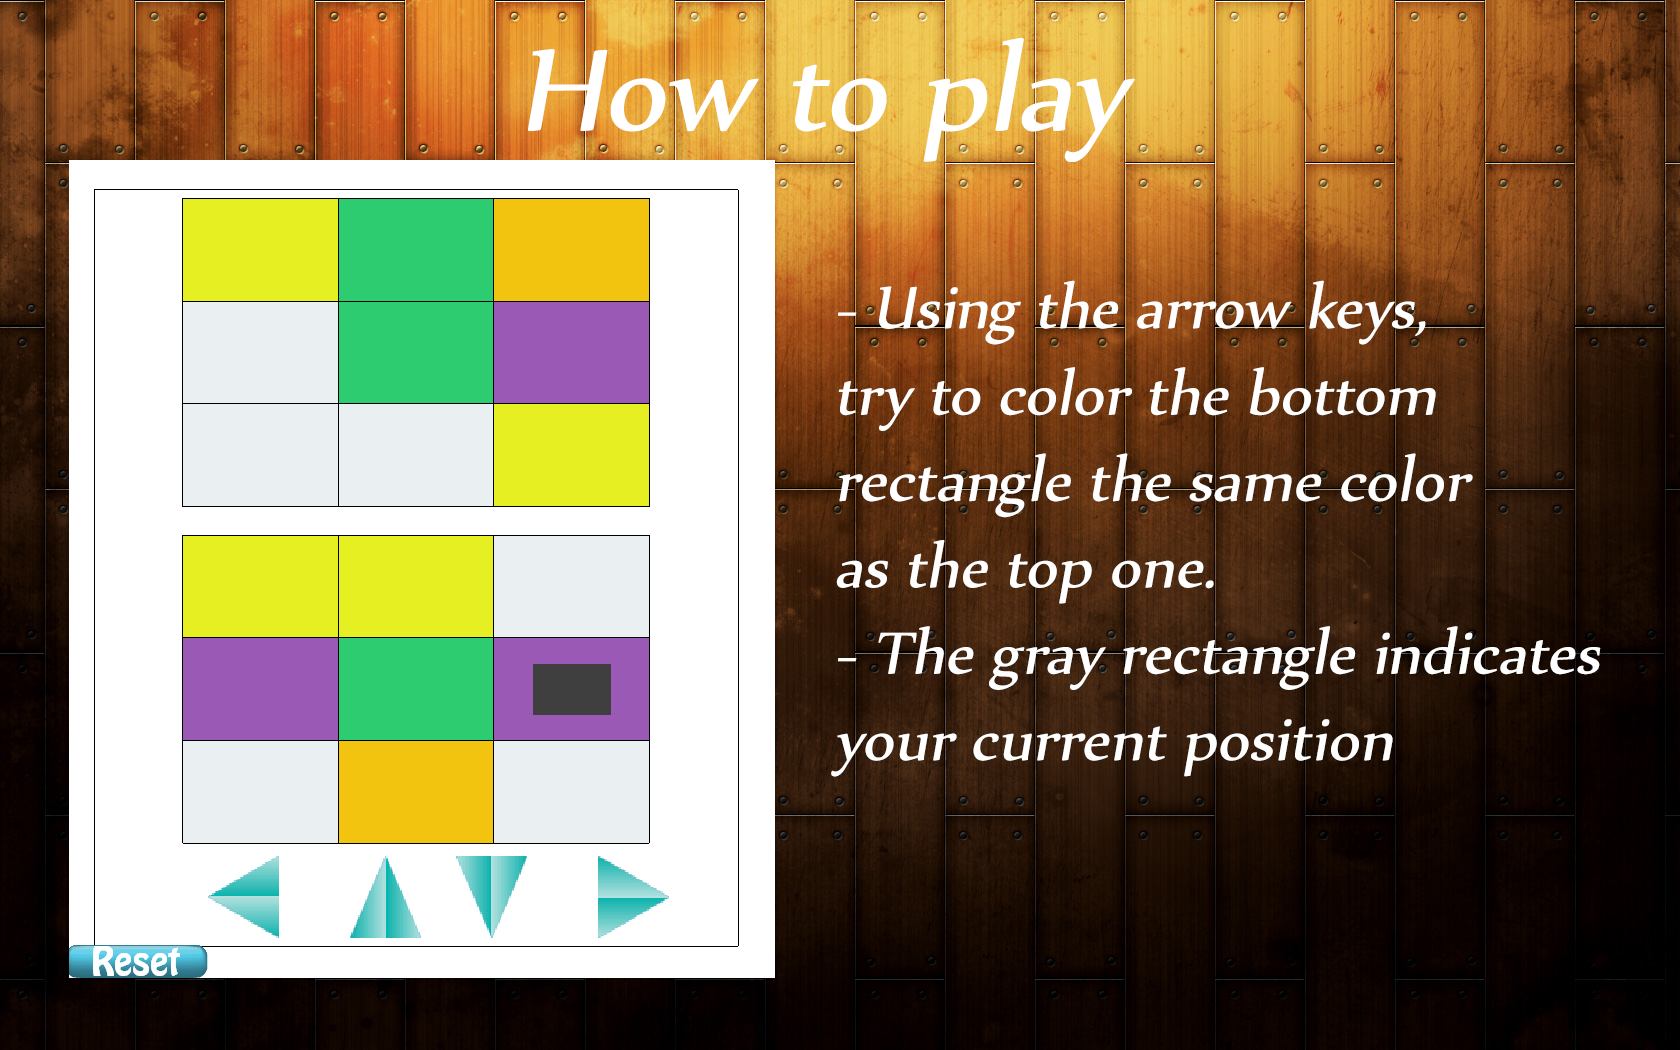 How to play
- Using the arrow keys,
try to color the bottom
rectangle the same color
as the top one.
- The gray rectangle indicates
your current position
Reset